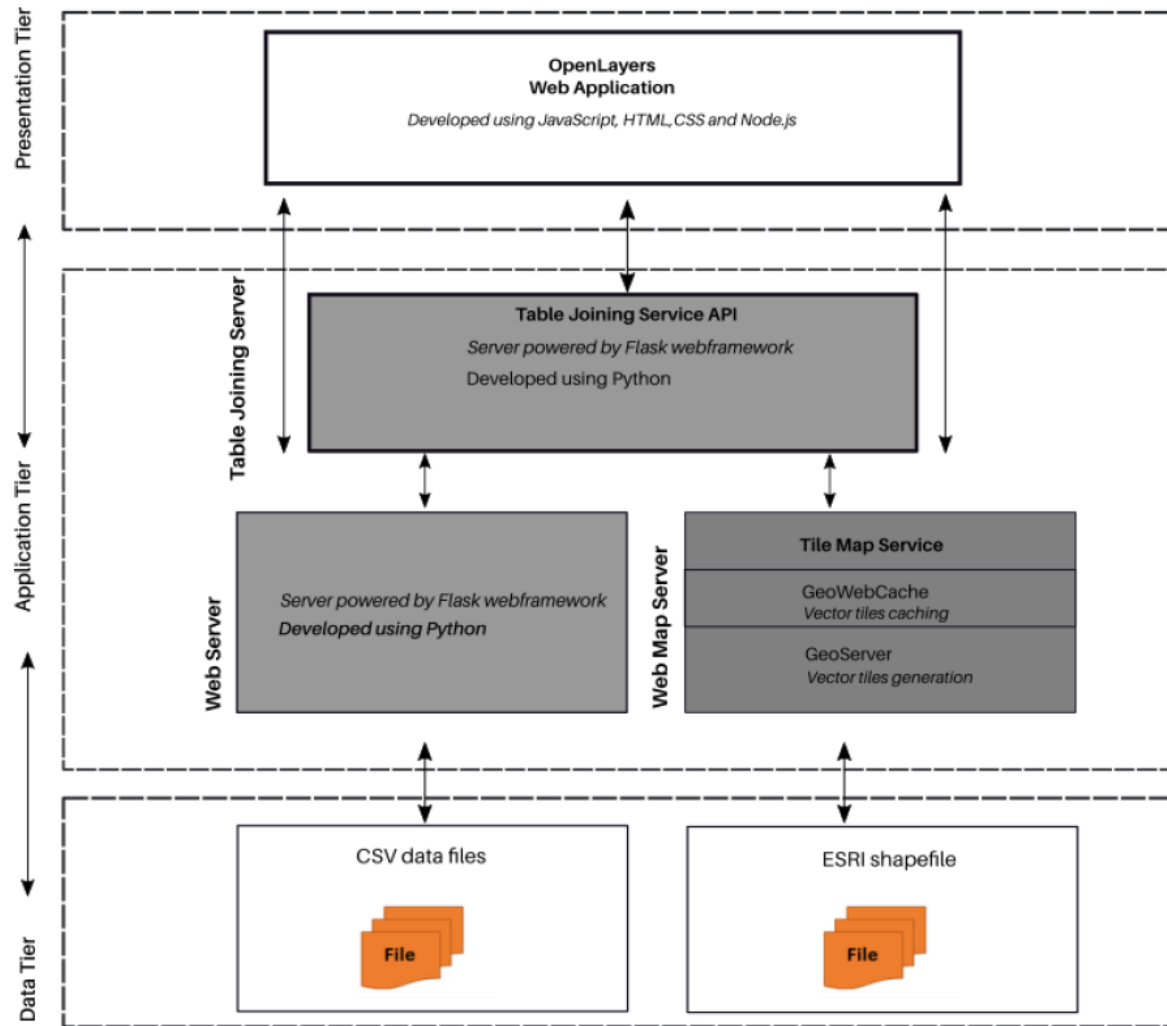 Presentation Tier
OpenLayers
Web Application
Developed using JavaScript, HTML,CSS and Node.js
Application Tier
Table Joining Server
Table Joining Service API
Server powered by Flask webframework
Developed using Python
Web Server
Server powered by Flask webframework
Developed using Python
Web Map Server
Tile Map Service
GeoWebCache
Vector tiles caching
GeoServer
Vector tiles generation
Data Tier
CSV data files
File
ESRI shapefile
File